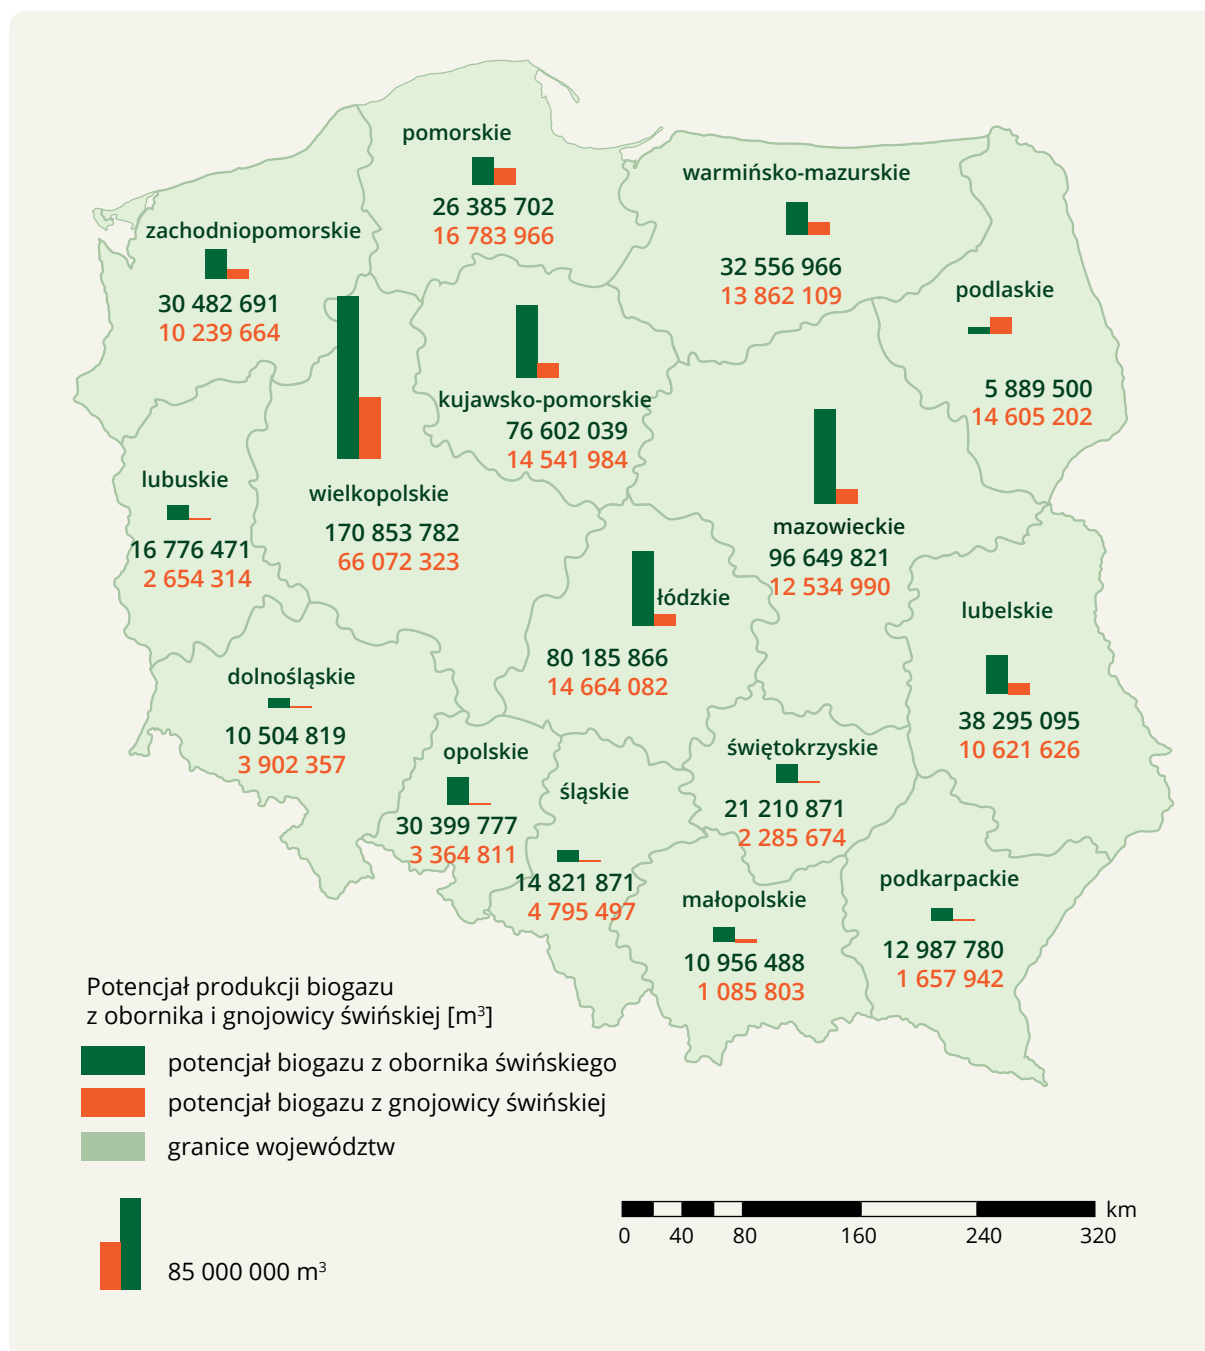 pomorskie
26 385 702
16 783 966
warmińsko-mazurskie
32 556 966
13 862 109
zachodniopomorskie
30 482 691
10 239 664
podlaskie
5 889 500
14 605 202
kujawsko-pomorskie
76 602 039
14 541 984
lubuskie
16 776 471
2 654 314
wielkopolskie
170 853 782
66 072 323
mazowieckie
96 649 821
12 534 990
łódzkie
80 185 866
14 664 082
lubelskie
38 295 095
10 621 626
dolnośląskie
10 504 819
3 902 357
opolskie
30 399 777
3 364 811
śląskie
14 821 871
4 795 497
świętokrzyskie
21 210 871
2 285 674
małopolskie
10 956 488
1 085 803
podkarpackie
12 987 780
1 657 942
Potencjał produkcji biogazu
z obornika i gnojowicy świńskiej [m³]
potencjał biogazu z obornika świńskiego
potencjał biogazu z gnojowicy świńskiej
granice województw
85 000 000 m³
km
0 40 80 160 240 320